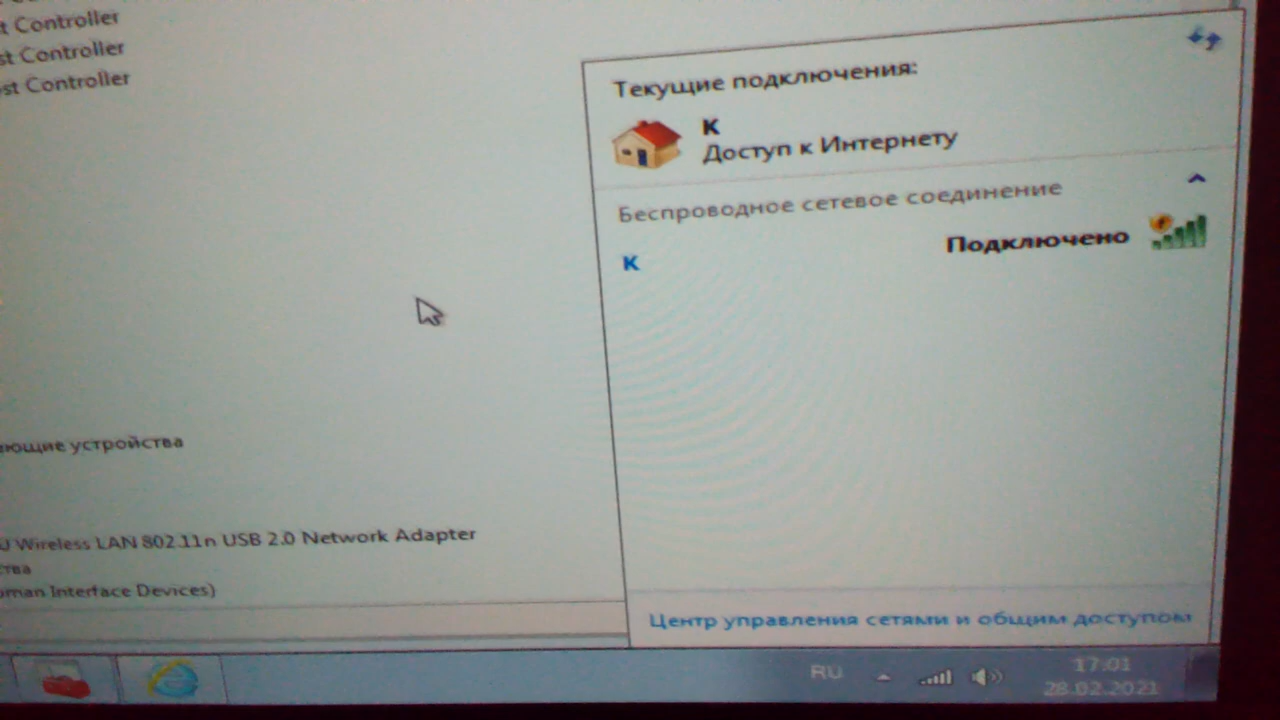 t Controller
st Controller
st Controller
Текущие подключения:
К
Доступ к Интернету
Беспроводное сетевое соединение
К
Подключено
ющие устройства
Wireless LAN 802.11n USB 2.0 Network Adapter
ства
man Interface Devices)
Центр управления сетями и общим доступом
RU
17:01
28.02.2021